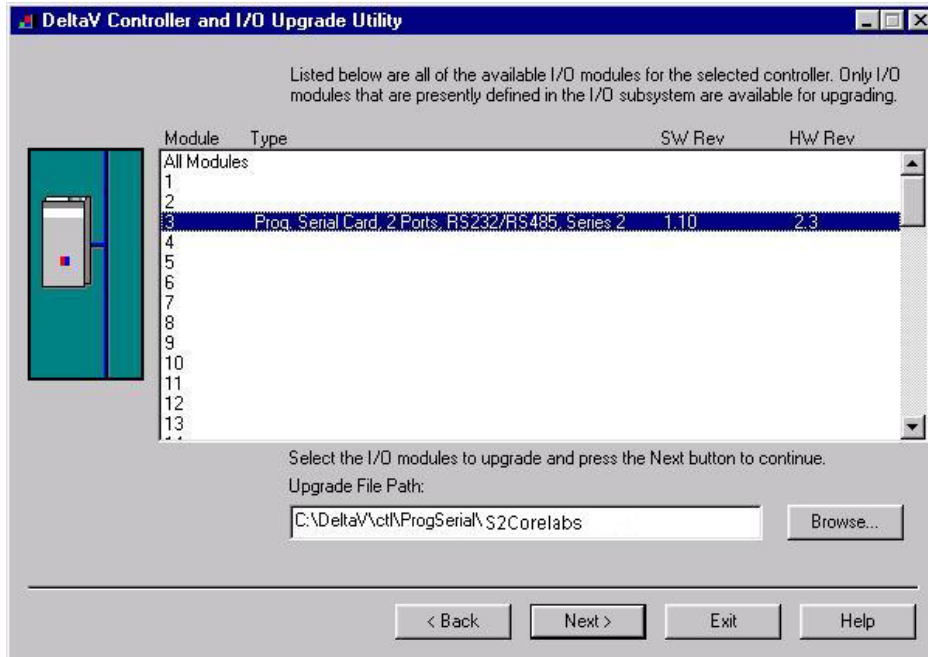 DeltaV Controller and I/O Upgrade Utility
Listed below are all of the available I/O modules for the selected controller. Only I/O
modules that are presently defined in the I/O subsystem are available for upgrading.
Module Type SW Rev HW Rev
All Modules
1
2
3 Prog. Serial Card, 2 Ports, RS232/RS485, Series 2 1.10 2.3
4
5
6
7
8
9
10
11
12
13
Select the I/O modules to upgrade and press the Next button to continue.
Upgrade File Path:
C:\DeltaV\ctl\ProgSerial\ S2Corelabs Browse...
< Back Next > Exit Help